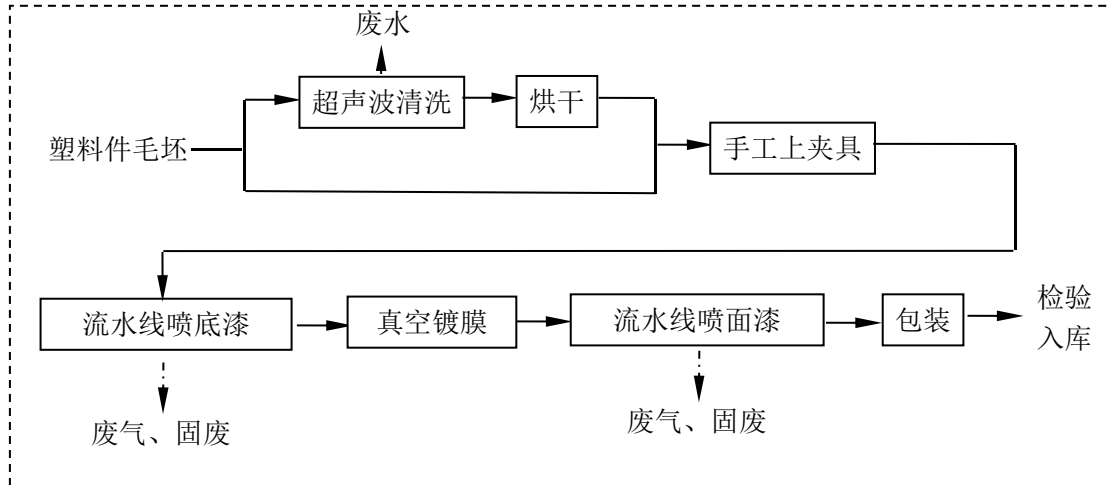 废水
超声波清洗
烘干
塑料件毛坯
手工上夹具
流水线喷底漆
真空镀膜
流水线喷面漆
包装
检验
入库
废气、固废
废气、固废